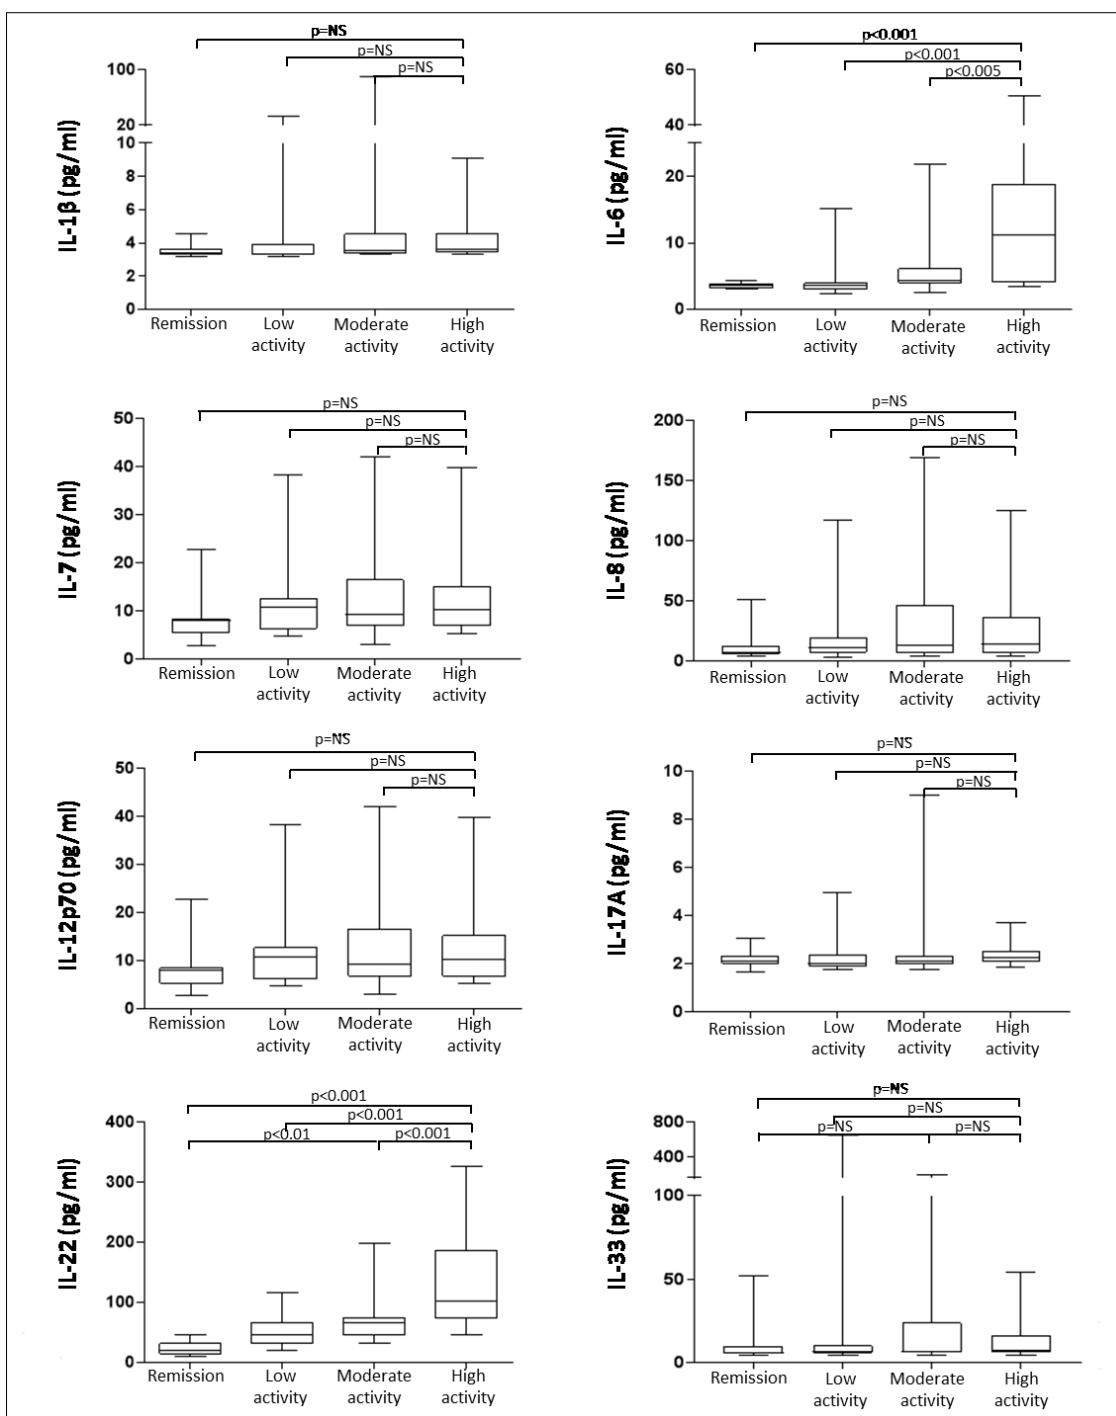 p=NS
p=NS
p=NS
IL-1β (pg/ml)
100
20
10
8
6
4
2
0
Remission
Low activity
Moderate activity
High activity
p<0.001
p<0.001
p<0.005
IL-6 (pg/ml)
60
40
20
10
0
Remission
Low activity
Moderate activity
High activity
p=NS
p=NS
p=NS
IL-7 (pg/ml)
50
40
30
20
10
0
Remission
Low activity
Moderate activity
High activity
p=NS
p=NS
p=NS
IL-8 (pg/ml)
200
150
100
50
0
Remission
Low activity
Moderate activity
High activity
p=NS
p=NS
p=NS
IL-12p70 (pg/ml)
50
40
30
20
10
0
Remission
Low activity
Moderate activity
High activity
p=NS
p=NS
p=NS
IL-17A (pg/ml)
10
8
6
4
2
0
Remission
Low activity
Moderate activity
High activity
p<0.001
p<0.001
p<0.01
p<0.001
IL-22 (pg/ml)
400
300
200
100
0
Remission
Low activity
Moderate activity
High activity
p=NS
p=NS
p=NS
p=NS
IL-33 (pg/ml)
800
400
100
50
0
Remission
Low activity
Moderate activity
High activity